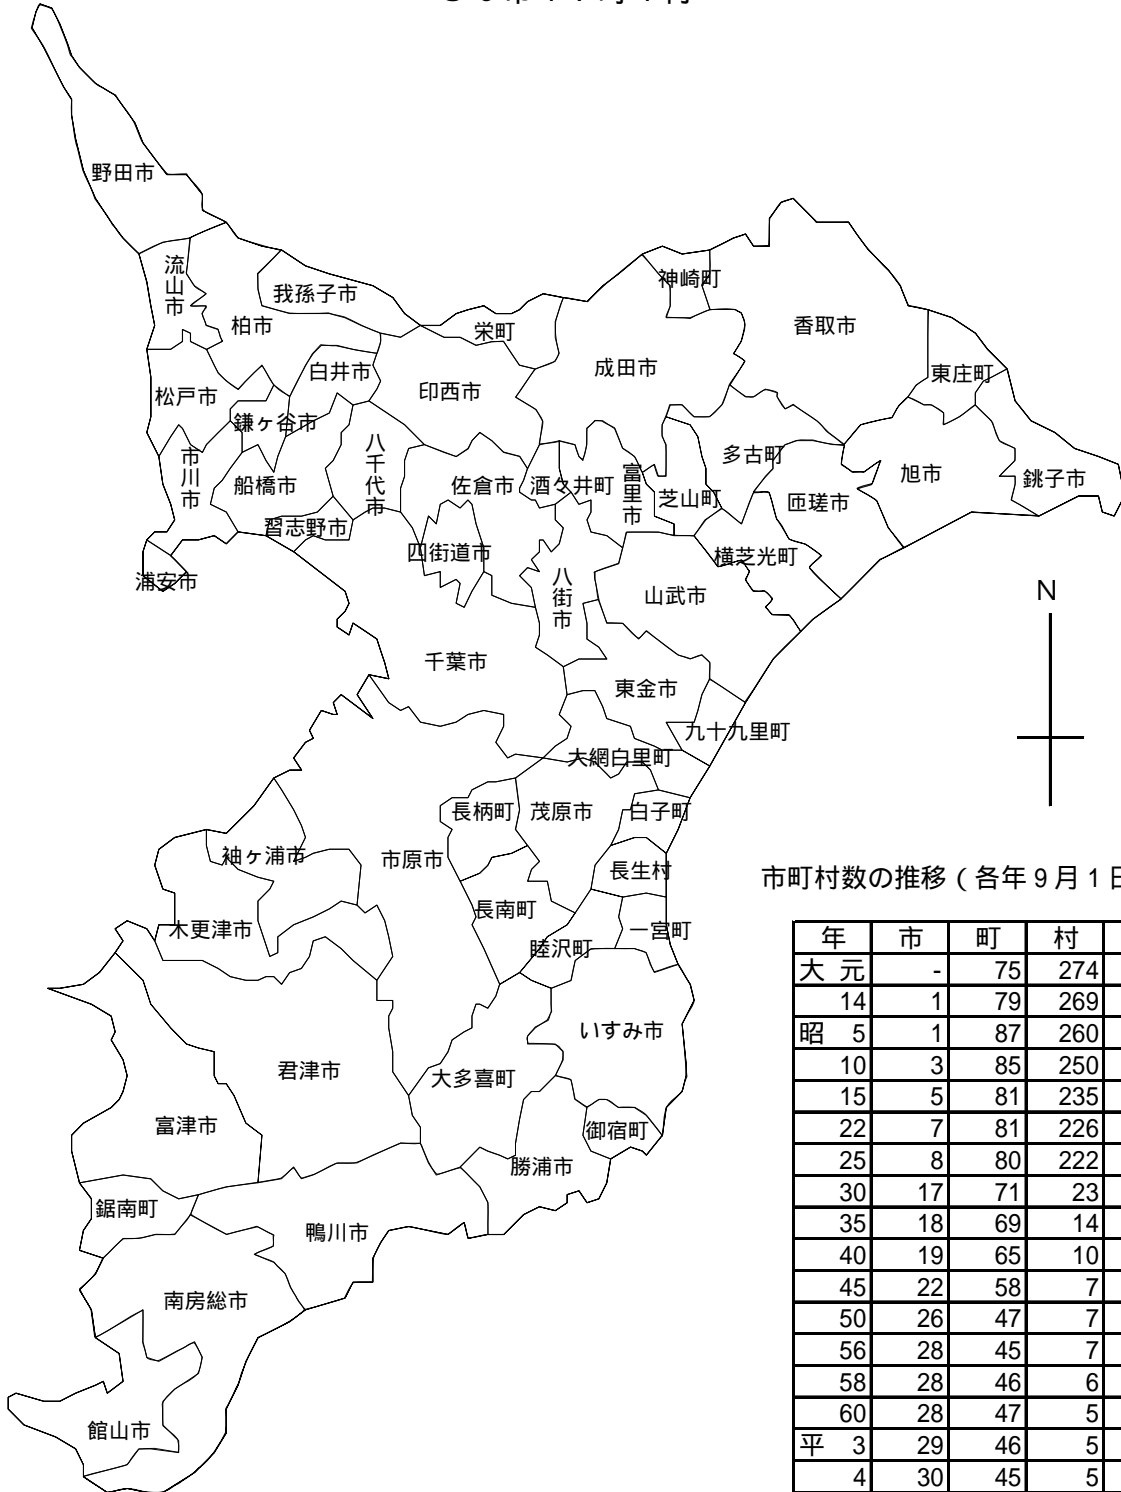 野田市
流山市
柏市
我孫子市
栄町
神崎町
香取市
成田市
東庄町
松戸市
白井市
印西市
鎌ヶ谷市
市川市
船橋市
八千代市
佐倉市
酒々井町
富里市
芝山町
多古町
匝瑳市
旭市
銚子市
習志野市
四街道市
横芝光町
浦安市
八街市
山武市
N
千葉市
東金市
九十九里町
大網白里町
長柄町
茂原市
白子町
袖ヶ浦市
市原市
長生村
木更津市
長南町
睦沢町
一宮町
いすみ市
君津市
大多喜町
富津市
御宿町
勝浦市
鋸南町
鴨川市
南房総市
館山市
市町村数の推移（各年9月1日
年 市 町 村
大 元 - 75 274
14 1 79 269
昭 5 1 87 260
10 3 85 250
15 5 81 235
22 7 81 226
25 8 80 222
30 17 71 23
35 18 69 14
40 19 65 10
45 22 58 7
50 26 47 7
56 28 45 7
58 28 46 6
60 28 47 5
平 3 29 46 5
4 30 45 5